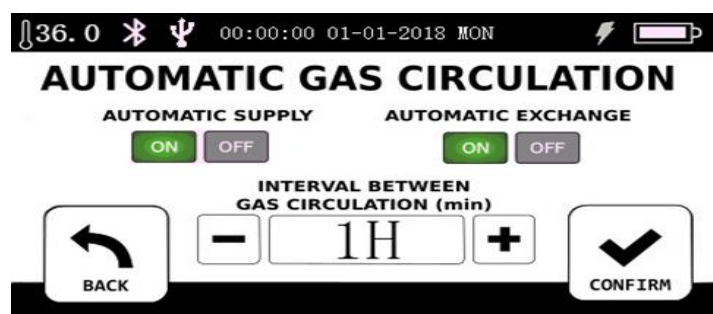 36.0 00:00:00 01-01-2018 MON
AUTOMATIC GAS CIRCULATION
AUTOMATIC SUPPLY AUTOMATIC EXCHANGE
ON OFF ON OFF
INTERVAL BETWEEN
GAS CIRCULATION (min)
1H
BACK CONFIRM